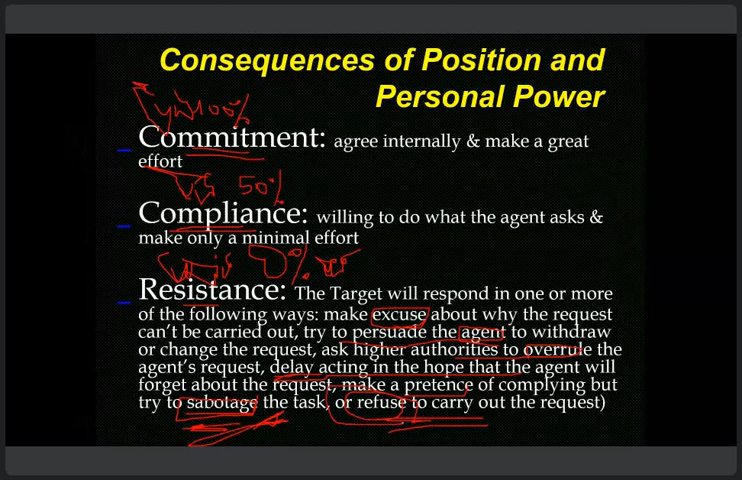 Consequences of Position and
Personal Power
100%
Commitment: agree internally & make a great
effort
50%
Compliance: willing to do what the agent asks &
make only a minimal effort
0%
Resistance: The Target will respond in one or more
of the following ways: make excuse about why the request
can't be carried out, try to persuade the agent to withdraw
or change the request, ask higher authorities to overrule the
agent's request, delay acting in the hope that the agent will
forget about the request, make a pretence of complying but
try to sabotage the task, or refuse to carry out the request)